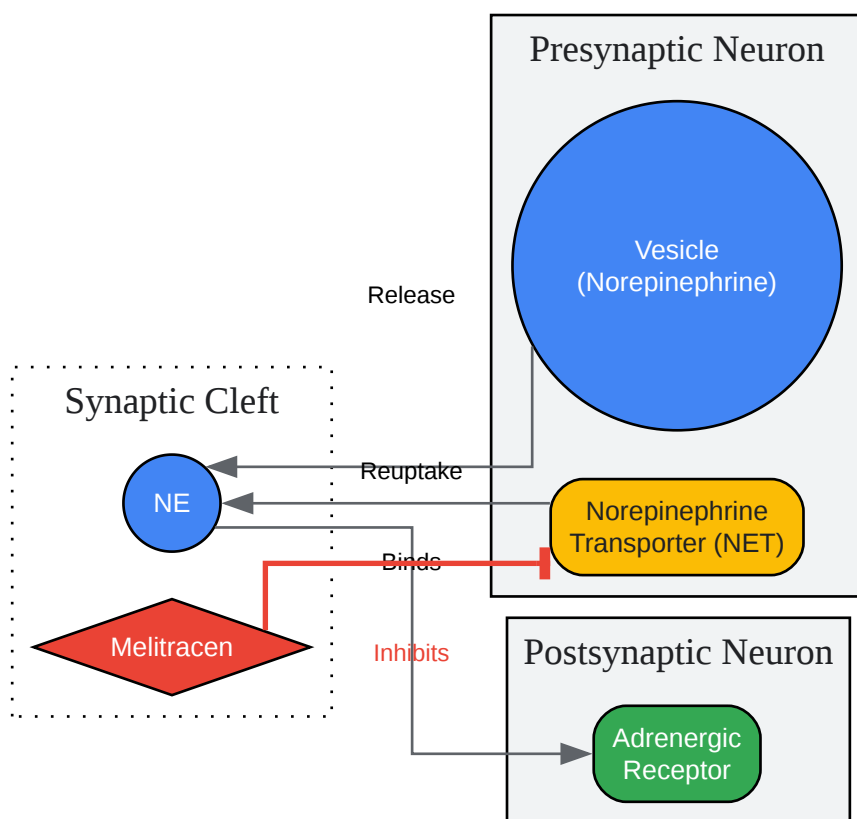 Presynaptic Neuron
Vesicle
(Norepinephrine)
Release
Synaptic Cleft
Reuptake
NE
Norepinephrine
Transporter (NET)
Binds
Melitracen
Inhibits
Postsynaptic Neuron
Adrenergic
Receptor